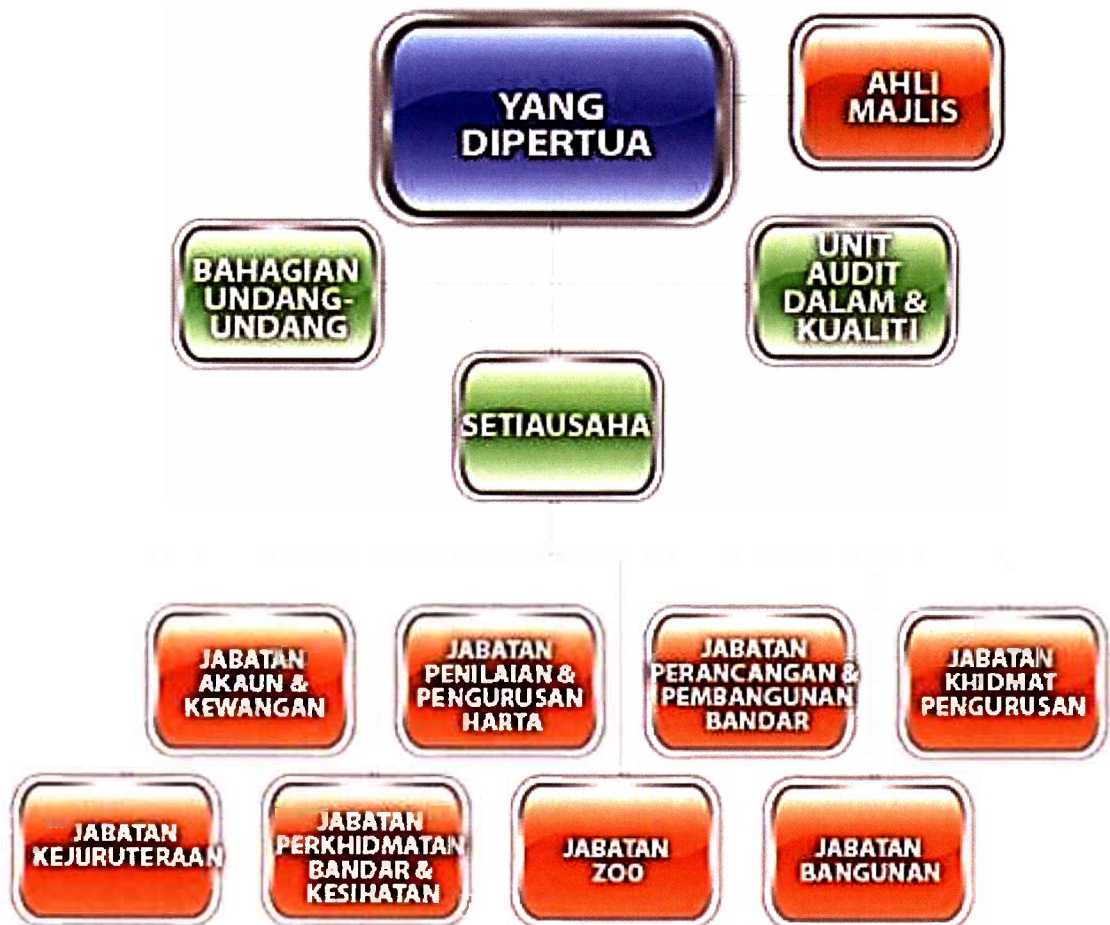 YANG
DIPERTUA
AHLI
MAJLIS
BAHAGIAN
UNDANG-
UNDANG
UNIT
AUDIT
DALAM &
KUALITI
SETIAUSAHA
JABATAN
AKAUN &
KEWANGAN
JABATAN
PENILAIAN &
PENGURUSAN
HARTA
JABATAN
PERANCANGAN &
PEMBANGUNAN
BANDAR
JABATAN
KHIDMAT
PENGURUSAN
JABATAN
KEJURUTERAAN
JABATAN
PERKHIDMATAN
BANDAR &
KESIHATAN
JABATAN
ZOO
JABATAN
BANGUNAN